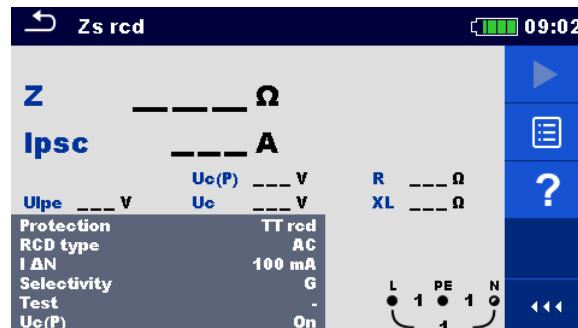 Zs rcd 09:02
Z ___ Ω
Ipsc ___ A
Uc(P) ___ V R ___ Ω
Ulpe ___ V Uc ___ V XL ___ Ω
Protection TT rcd
RCD type AC
I ΔN 100 mA
Selectivity G
Test -
Uc(P) On
L PE N
1 1
1
?